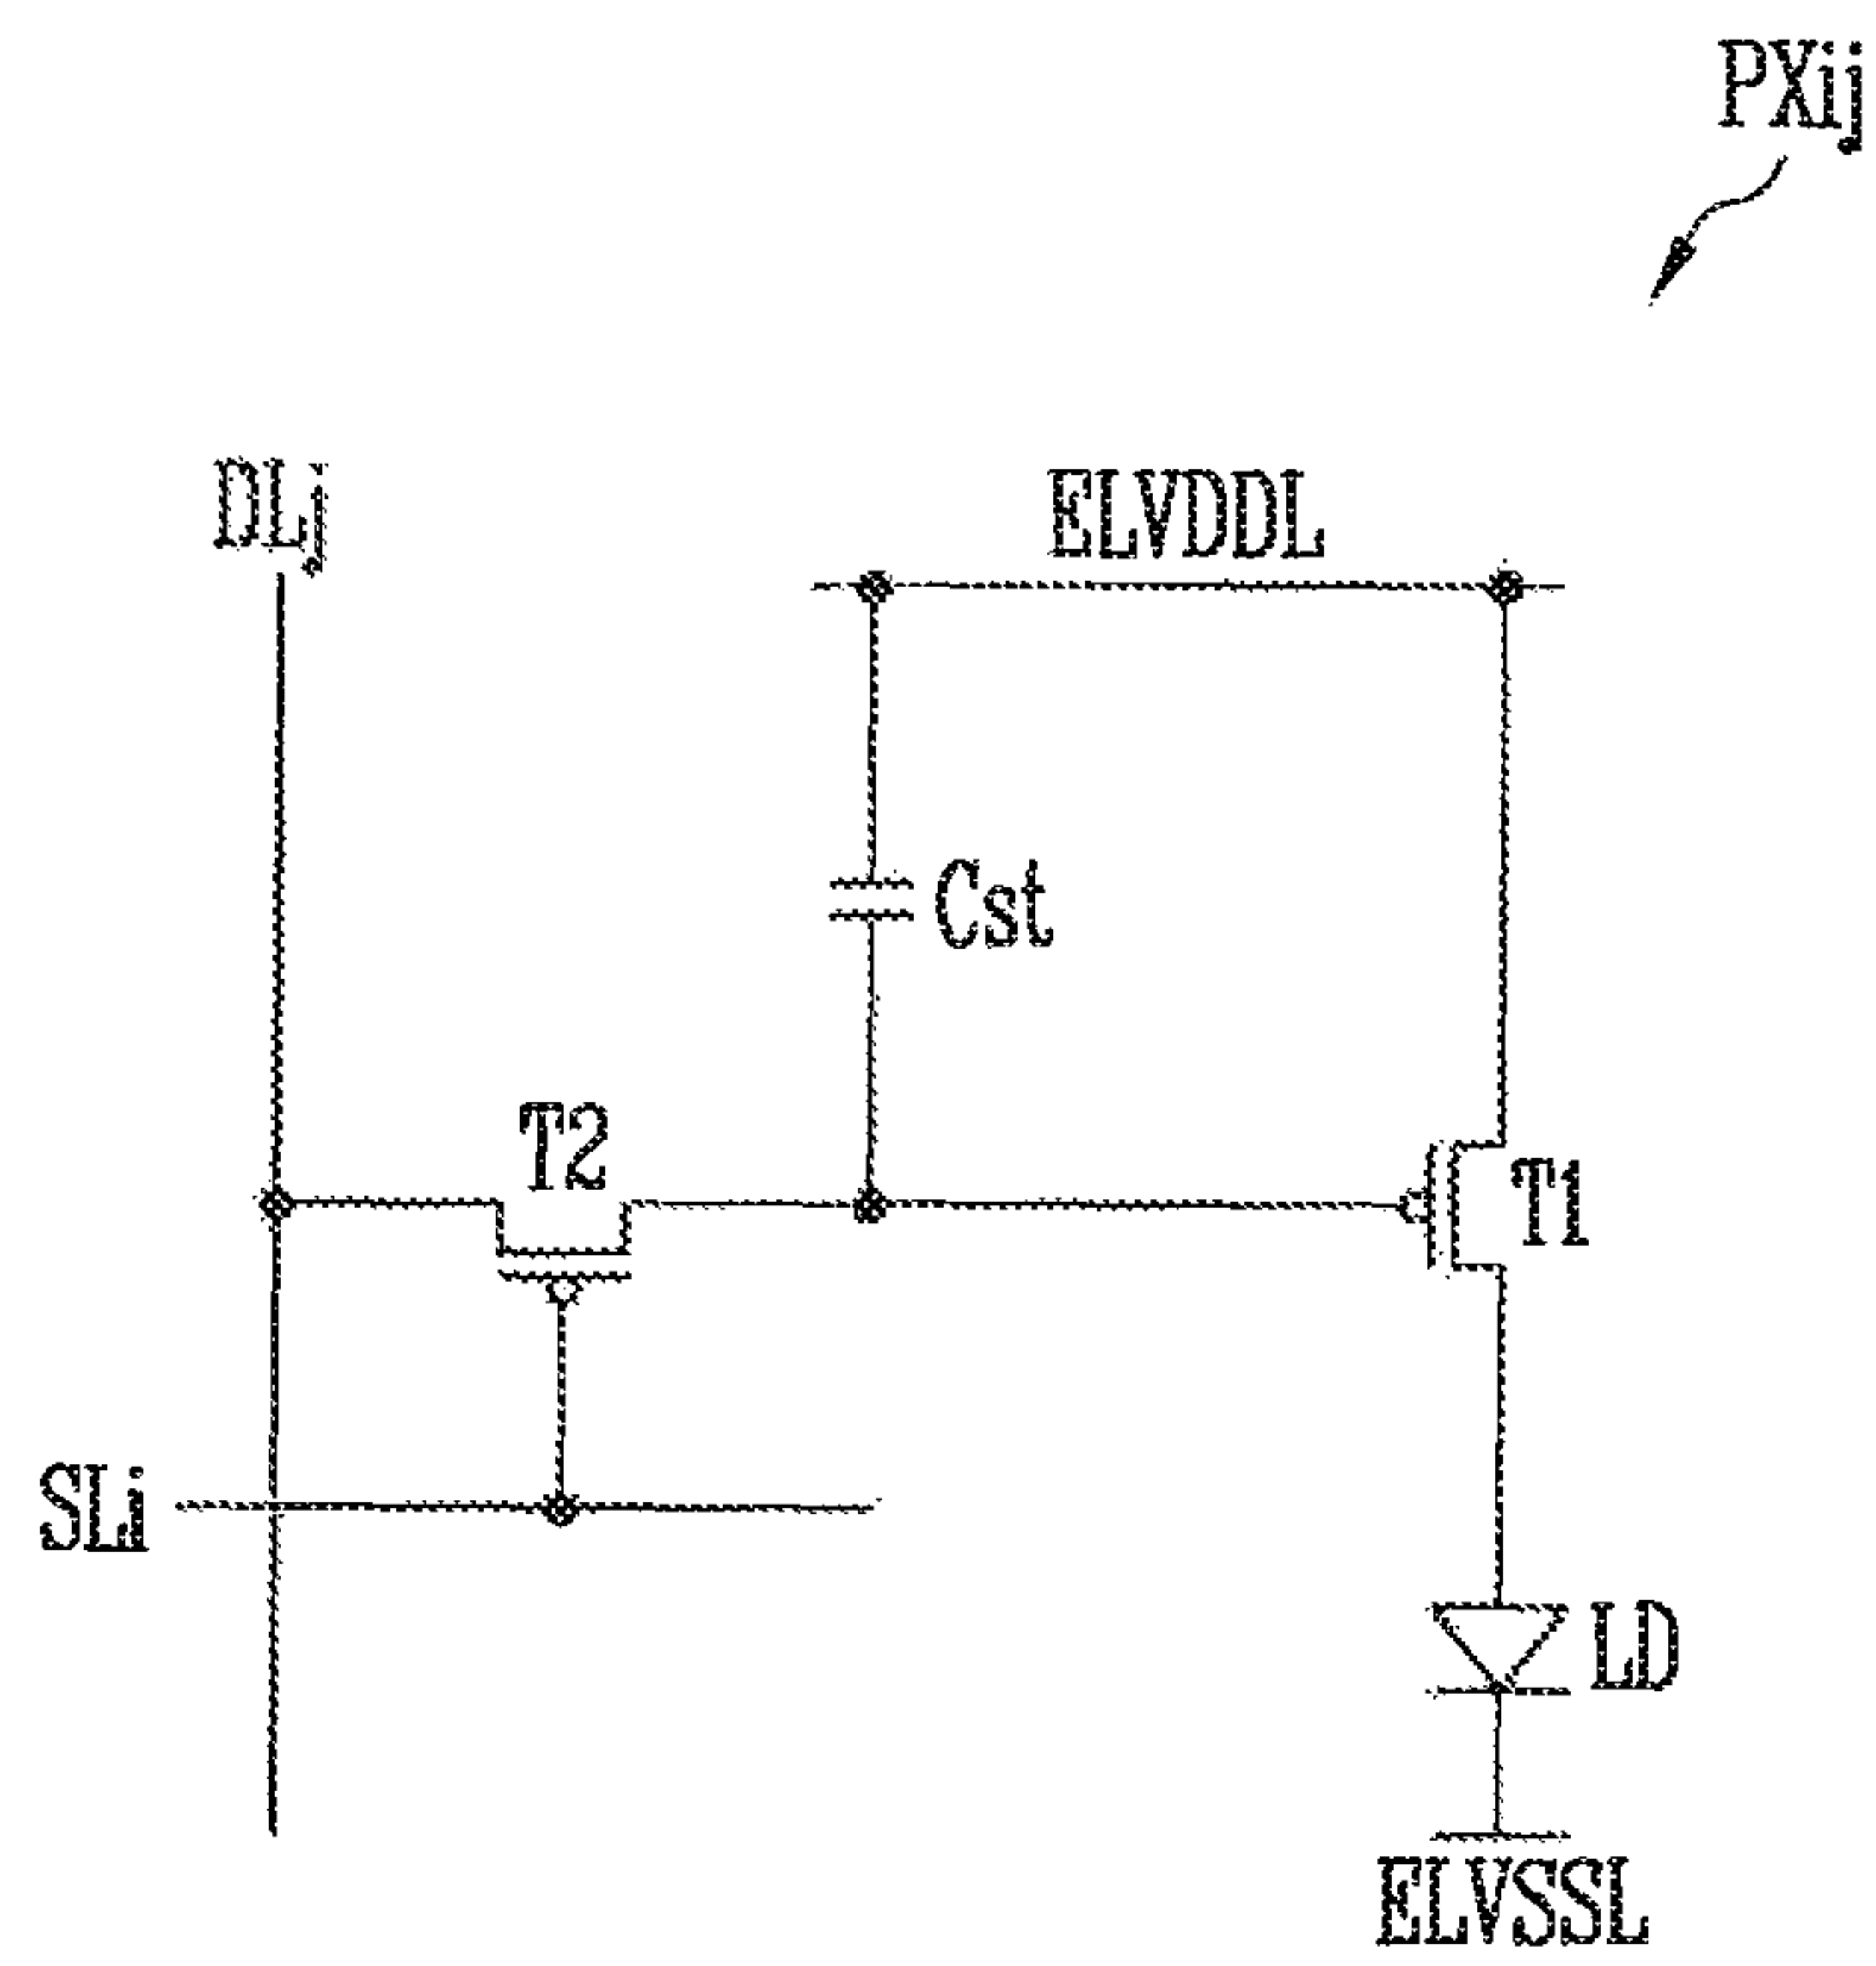 PXij
DLj
ELVDDL
Cst
T2
T1
SLi
LD
ELVSSL